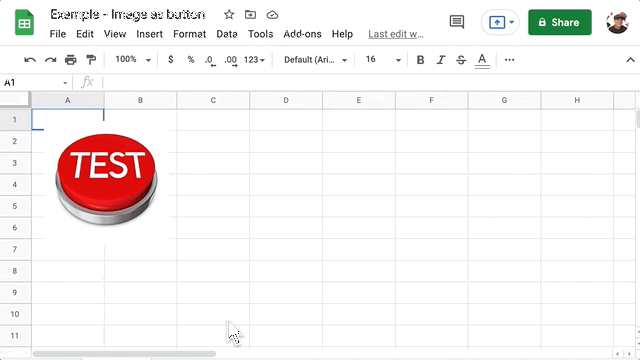 Example - Image as button
File Edit View Insert Format Data Tools Add-ons Help Last edit w...
Share
100% $ % .0 .00 123 Default (Ari... 16 B I S A
A1 fx
A B C D E F G H
1
2
3
4
5
6
7
8
9
10
11
TEST